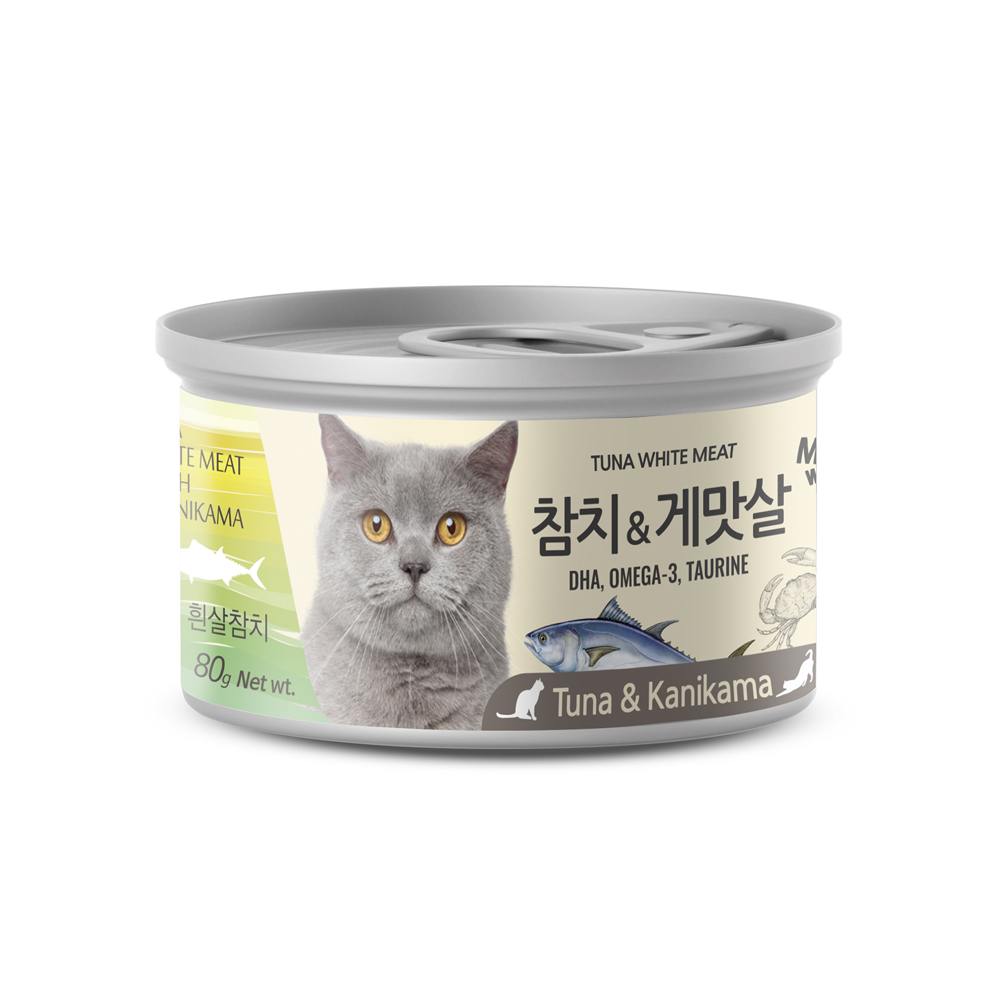 TE MEAT
H
NIKAMA
흰살참치
80g Net wt.
TUNA WHITE MEAT
참치&게맛살
DHA, OMEGA-3, TAURINE
Tuna & Kanikama